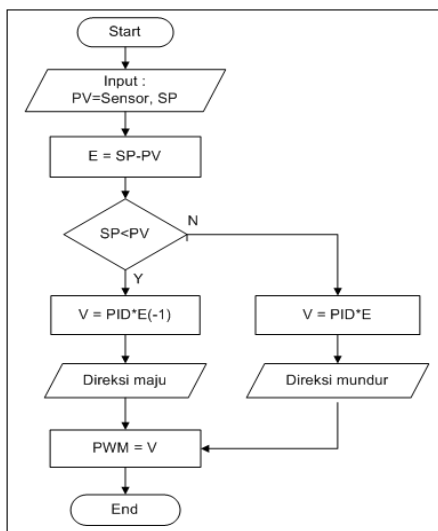 Start
Input :
PV=Sensor, SP
E = SP-PV
SP<PV
N
Y
V = PID*E(-1)
V = PID*E
Direksi maju
Direksi mundur
PWM = V
End